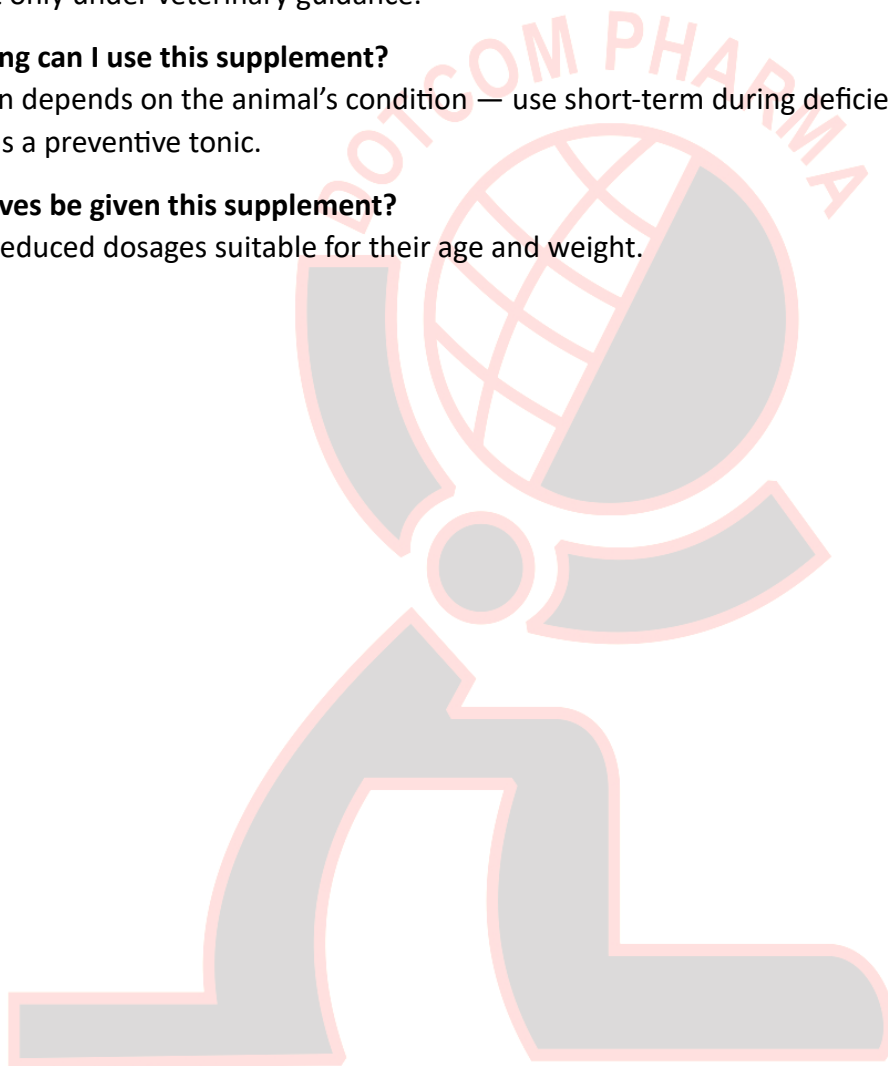 only under veterinary guidance.
ng can I use this supplement?
n depends on the animal's condition — use short-term during deficie
s a preventive tonic.
ves be given this supplement?
educed dosages suitable for their age and weight.
DOTCOM PHARMA